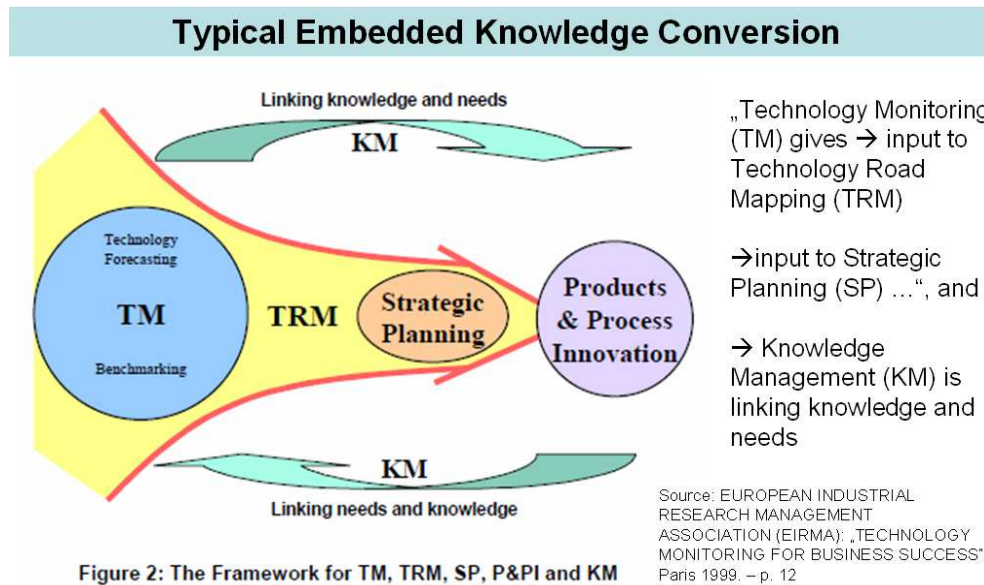 Typical Embedded Knowledge Conversion
Linking knowledge and needs
KM
Technology
Forecasting
TM
Benchmarking
TRM
Strategic
Planning
Products
& Process
Innovation
KM
Linking needs and knowledge
Figure 2: The Framework for TM, TRM, SP, P&PI and KM
„Technology Monitoring
(TM) gives → input to
Technology Road
Mapping (TRM)
→input to Strategic
Planning (SP) ...“, and
→ Knowledge
Management (KM) is
linking knowledge and
needs
Source: EUROPEAN INDUSTRIAL
RESEARCH MANAGEMENT
ASSOCIATION (EIRMA): „TECHNOLOGY
MONITORING FOR BUSINESS SUCCESS“
Paris 1999. – p. 12